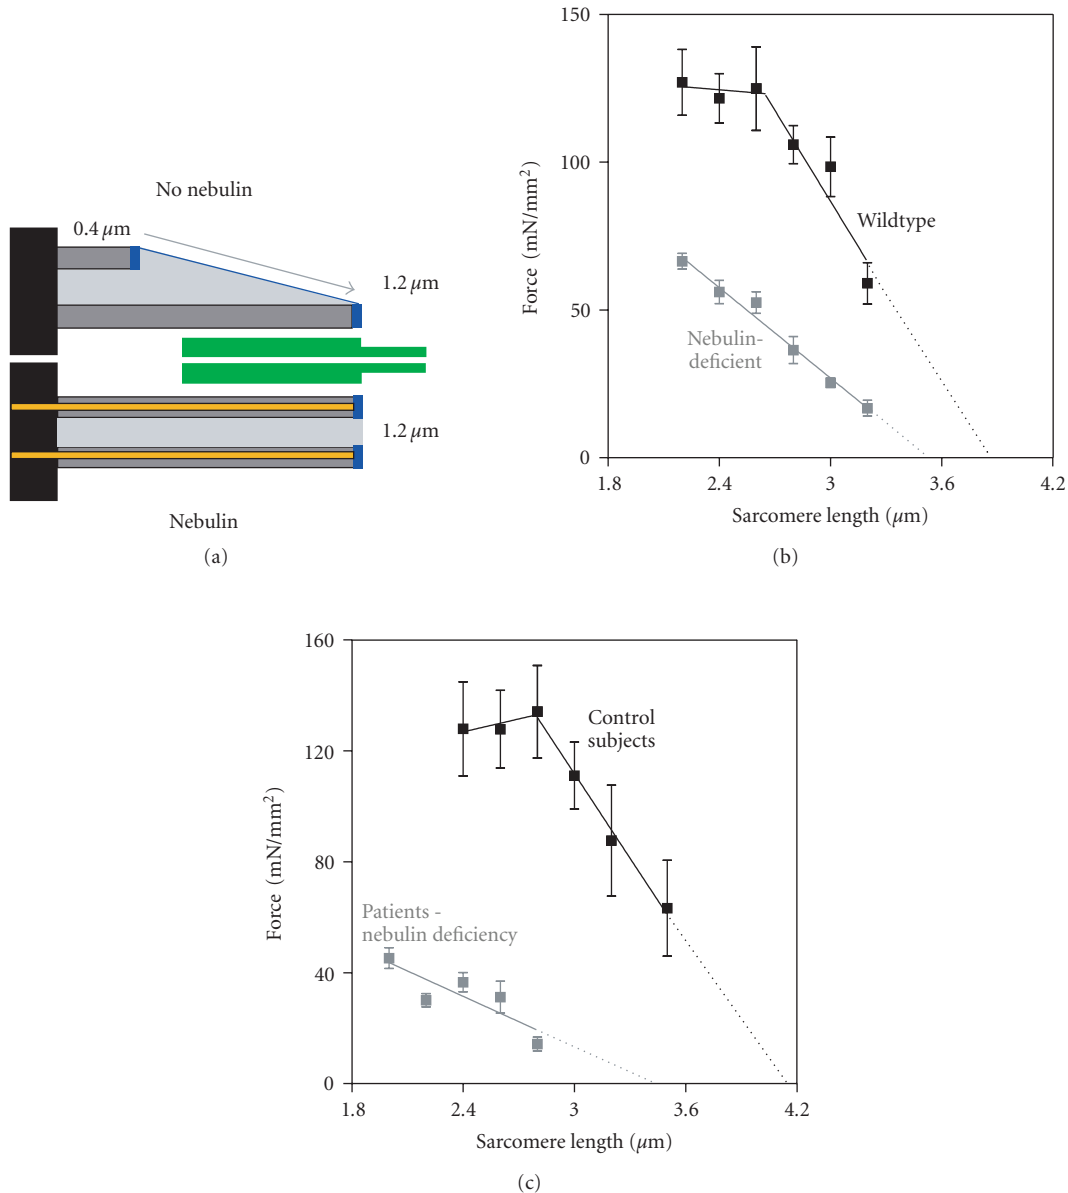 No nebulin
0.4 μm
1.2 μm
1.2 μm
Nebulin
(a)
150
100
50
0
Force (mN/mm²)
Wildtype
Nebulin-
deficient
1.8
2.4
3
3.6
4.2
Sarcomere length (μm)
(b)
160
120
80
40
0
Force (mN/mm²)
Control
subjects
Patients -
nebulin deficiency
1.8
2.4
3
3.6
4.2
Sarcomere length (μm)
(c)